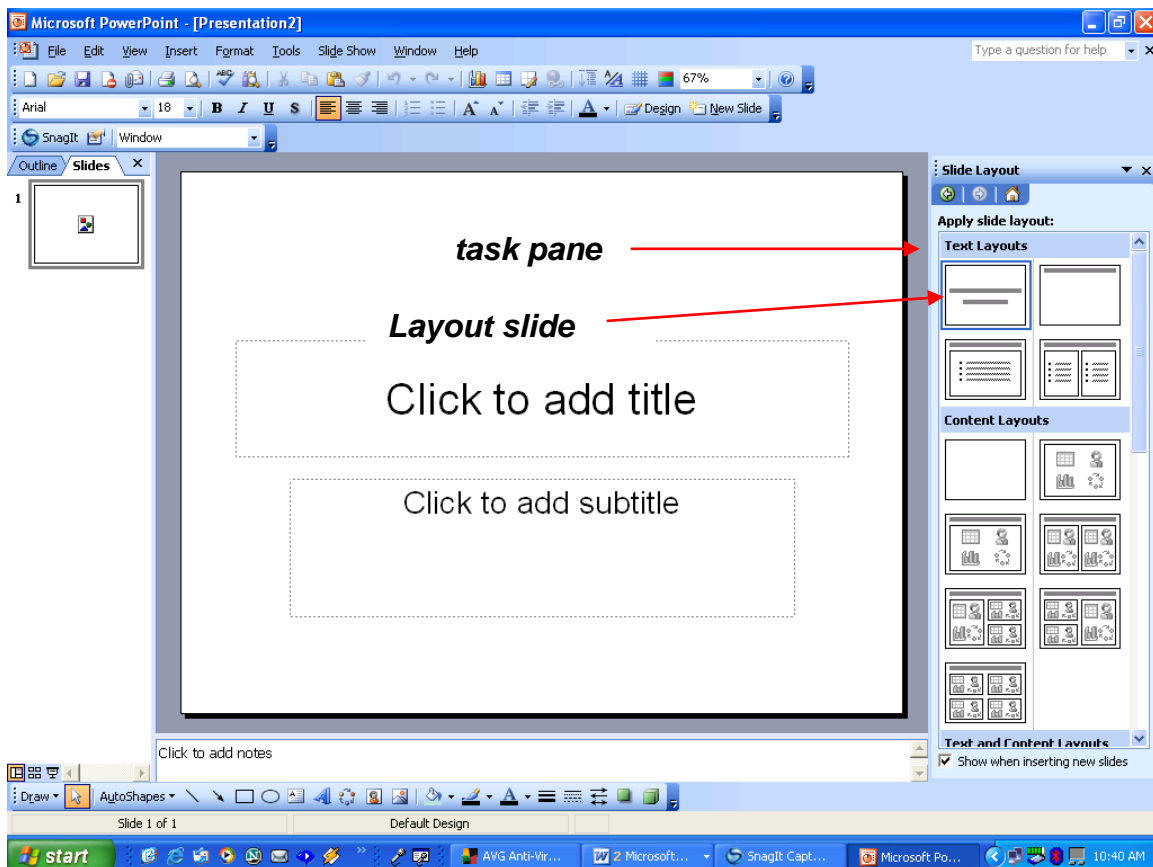 Microsoft PowerPoint - [Presentation2]
File Edit View Insert Format Tools Slide Show Window Help Type a question for help
67%
Arial 18 B I U S A A A Design New Slide
SnagIt Window
Outline Slides
Slide Layout
1
Apply slide layout:
Text Layouts
task pane
Layout slide
Click to add title
Content Layouts
Click to add subtitle
Text and Content Layouts
Click to add notes
Show when inserting new slides
Draw AutoShapes A
Slide 1 of 1 Default Design
start AVG Anti-Vir... 2 Microsoft... SnagIt Capt... Microsoft Po... 10:40 AM